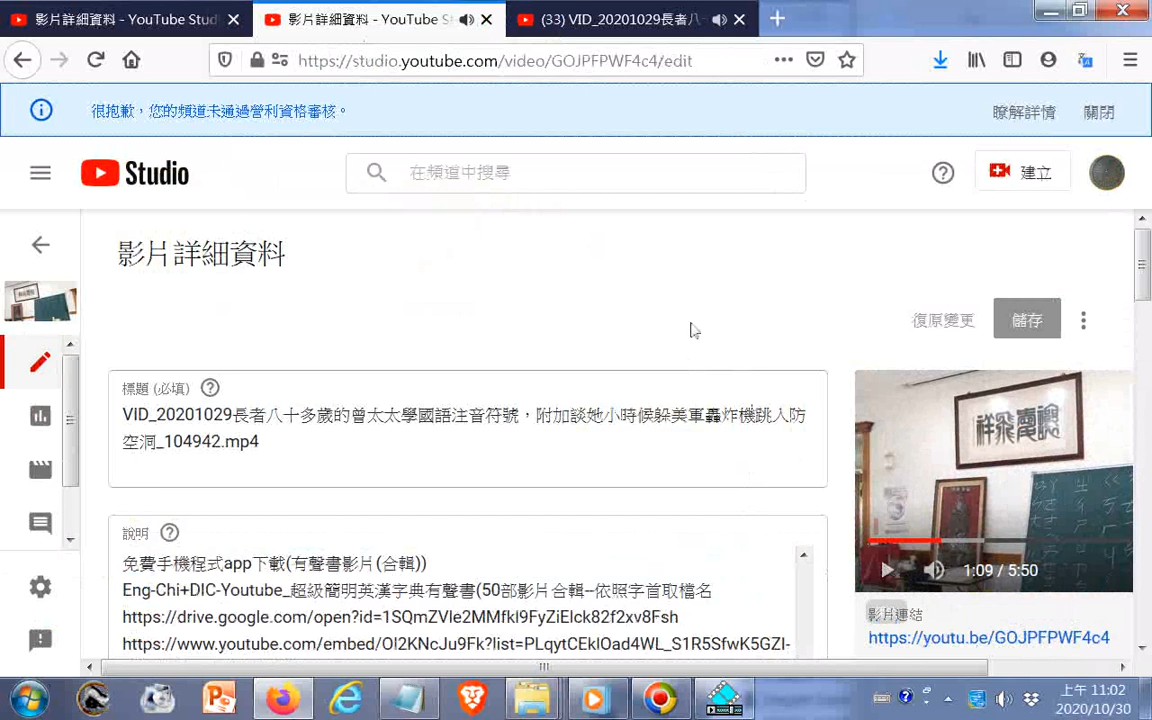 影片詳細資料 - YouTube Stud
影片詳細資料 - YouTube S
(33) VID_20201029長者八
https://studio.youtube.com/video/GOJPFPWF4c4/edit
很抱歉，您的頻道未通過營利資格審核。
瞭解詳情
關閉
Studio
在頻道中搜尋
建立
影片詳細資料
復原變更
儲存
標題 (必填)
VID_20201029長者八十多歲的曾太太學國語注音符號，附加談她小時候躲美軍轟炸機跳入防
空洞_104942.mp4
說明
免費手機程式app下載(有聲書影片(合輯))
Eng-Chi+DIC-Youtube_超級簡明英漢字典有聲書(50部影片合輯--依照字首取檔名
https://drive.google.com/open?id=1SQmZVIe2MMfkl9FyZiElck82f2xv8Fsh
https://www.youtube.com/embed/Ol2KNcJu9Fk?list=PLqytCEklOad4WL_S1R5SfwK5GZI-
1:09 / 5:50
影片連結
https://youtu.be/GOJPFPWF4c4
上午 11:02
2020/10/30